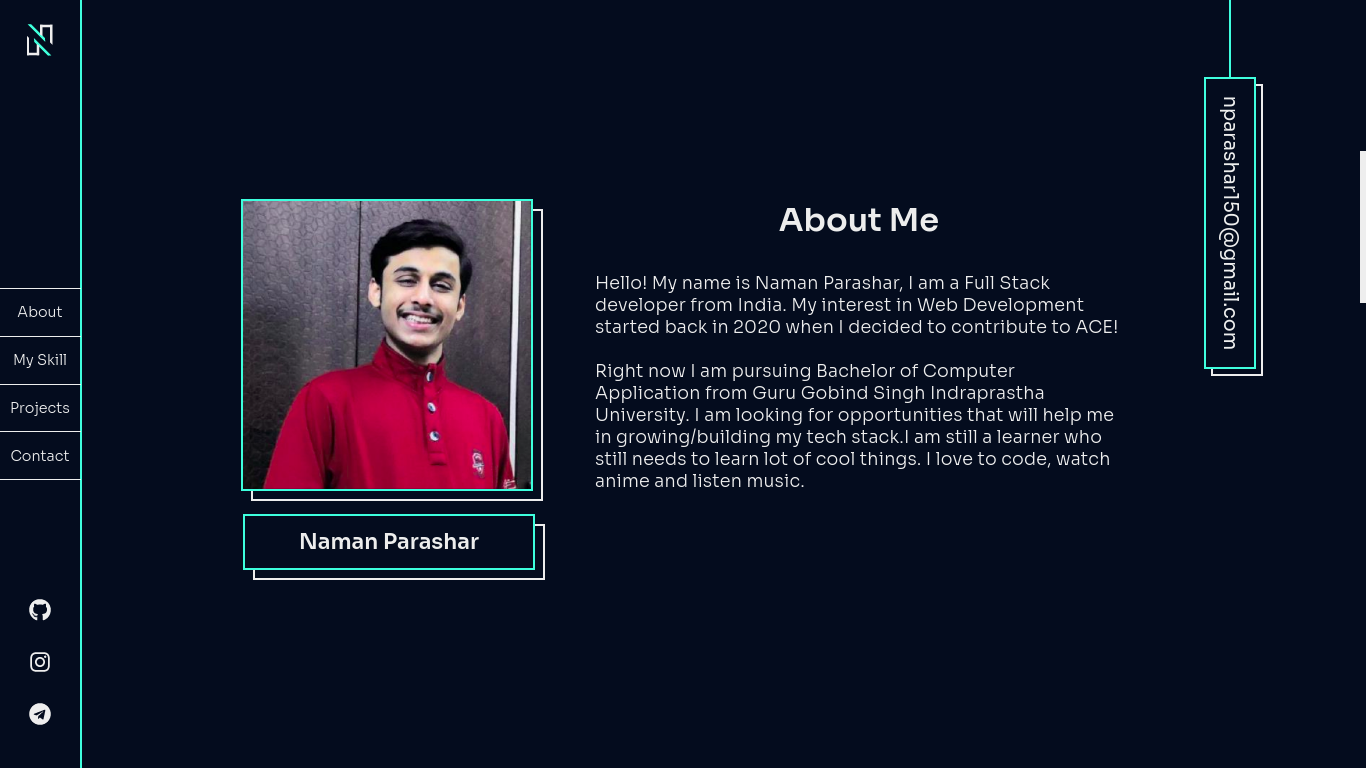 About
My Skill
Projects
Contact
Naman Parashar
About Me
Hello! My name is Naman Parashar, I am a Full Stack
developer from India. My interest in Web Development
started back in 2020 when I decided to contribute to ACE!
Right now I am pursuing Bachelor of Computer
Application from Guru Gobind Singh Indraprastha
University. I am looking for opportunities that will help me
in growing/building my tech stack.I am still a learner who
still needs to learn lot of cool things. I love to code, watch
anime and listen music.
nparashar150@gmail.com